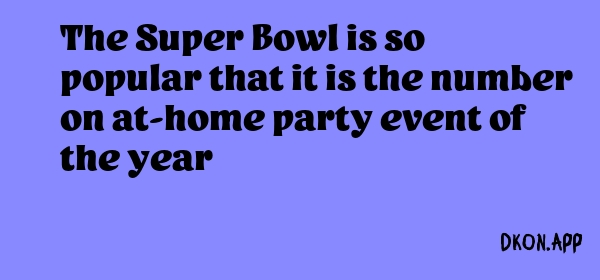 The Super Bowl is so
popular that it is the number
on at-home party event of
the year
DKON.APP